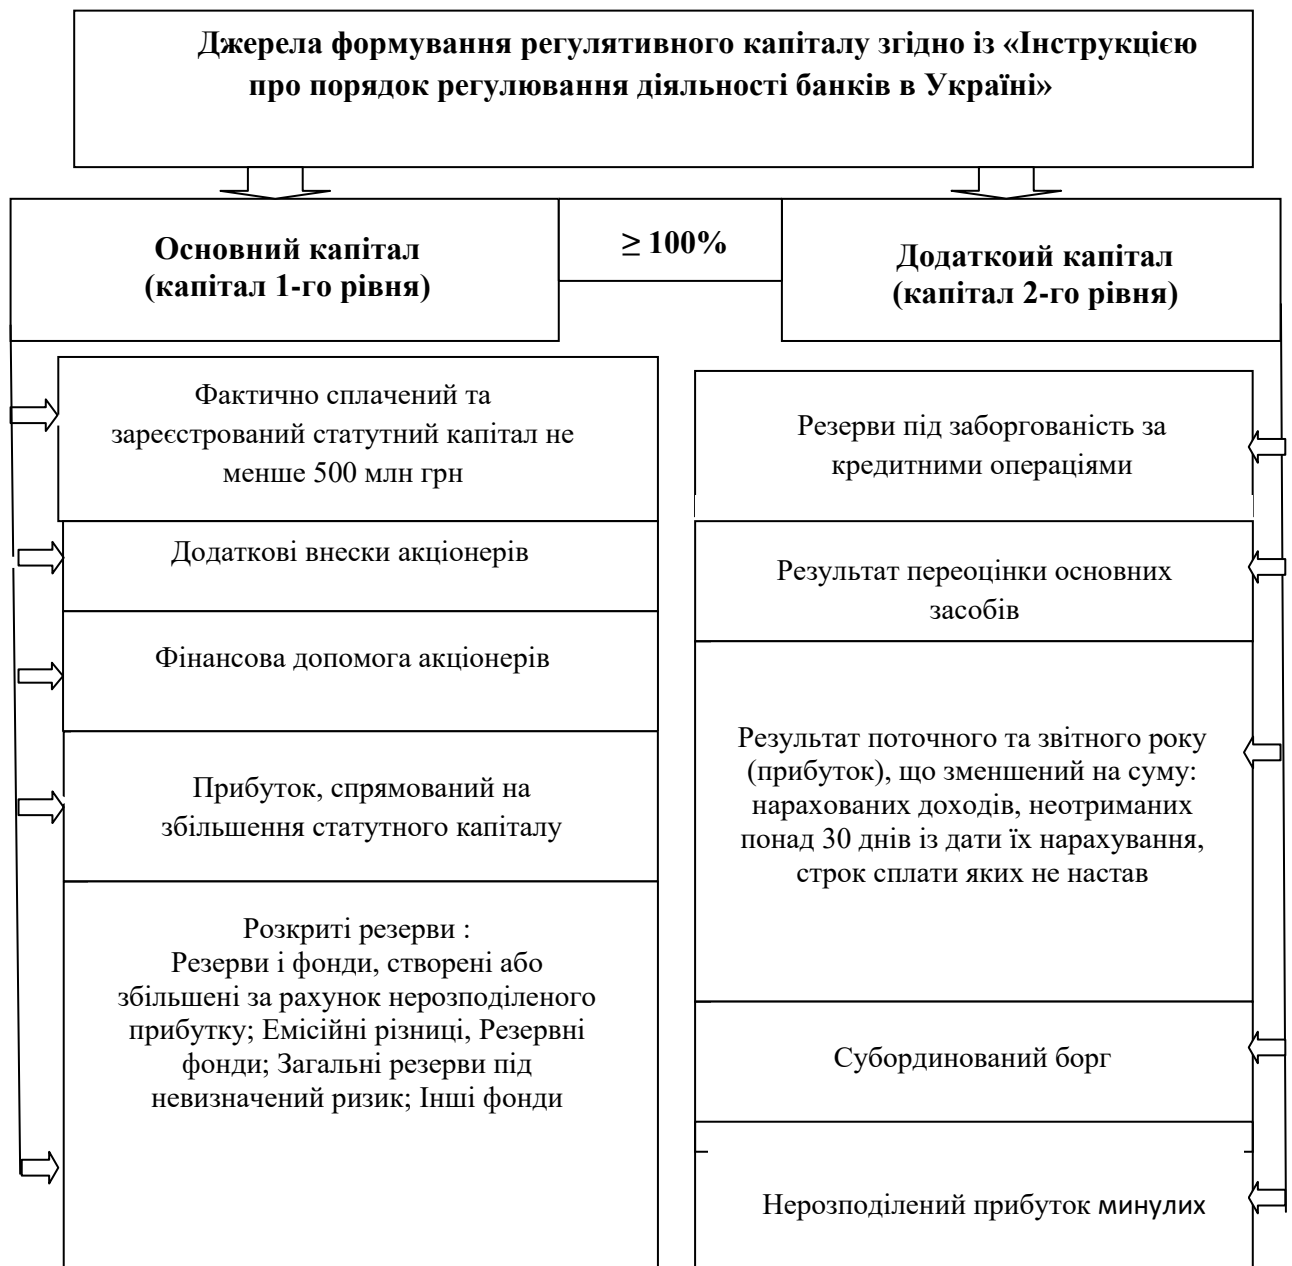 Джерела формування регулятивного капіталу згідно із «Інструкцією
про порядок регулювання діяльності банків в Україні»
Основний капітал
(капітал 1-го рівня)
≥ 100%
Додаткоий капітал
(капітал 2-го рівня)
Фактично сплачений та
зареєстрований статутний капітал не
менше 500 млн грн
Додаткові внески акціонерів
Фінансова допомога акціонерів
Прибуток, спрямований на
збільшення статутного капіталу
Розкриті резерви :
Резерви і фонди, створені або
збільшені за рахунок нерозподіленого
прибутку; Емісійні різниці, Резервні
фонди; Загальні резерви під
невизначений ризик; Інші фонди
Резерви під заборгованість за
кредитними операціями
Результат переоцінки основних
засобів
Результат поточного та звітного року
(прибуток), що зменшений на суму:
нарахованих доходів, неотриманих
понад 30 днів із дати їх нарахування,
строк сплати яких не настав
Субординований борг
Нерозподілений прибуток минулих